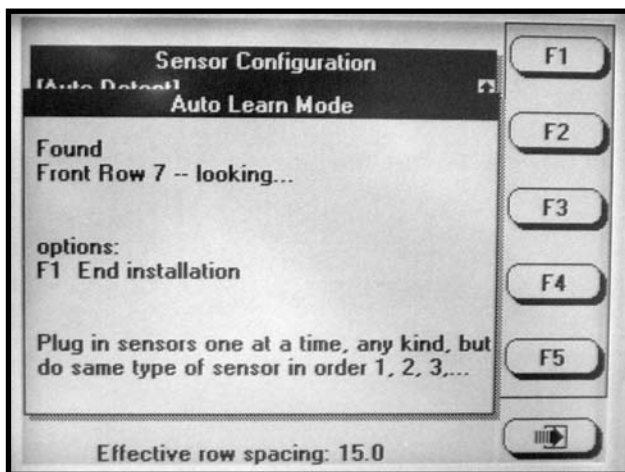 Sensor Configuration
[Auto Detect]
Auto Learn Mode
Found
Front Row 7 -- looking...
options:
F1 End installation
Plug in sensors one at a time, any kind, but
do same type of sensor in order 1, 2, 3,...
Effective row spacing: 15.0
F1
F2
F3
F4
F5